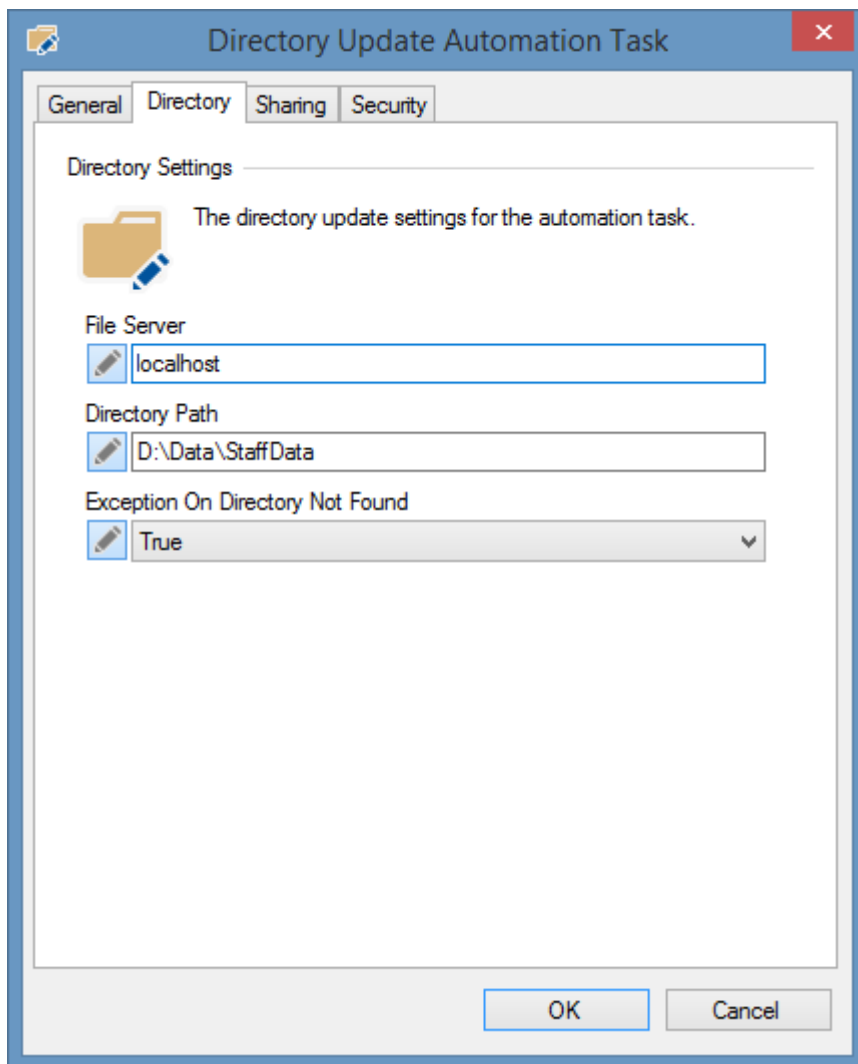 Directory Update Automation Task
General Directory Sharing Security
Directory Settings
The directory update settings for the automation task.
File Server
localhost
Directory Path
D:\Data\StaffData
Exception On Directory Not Found
True
OK Cancel